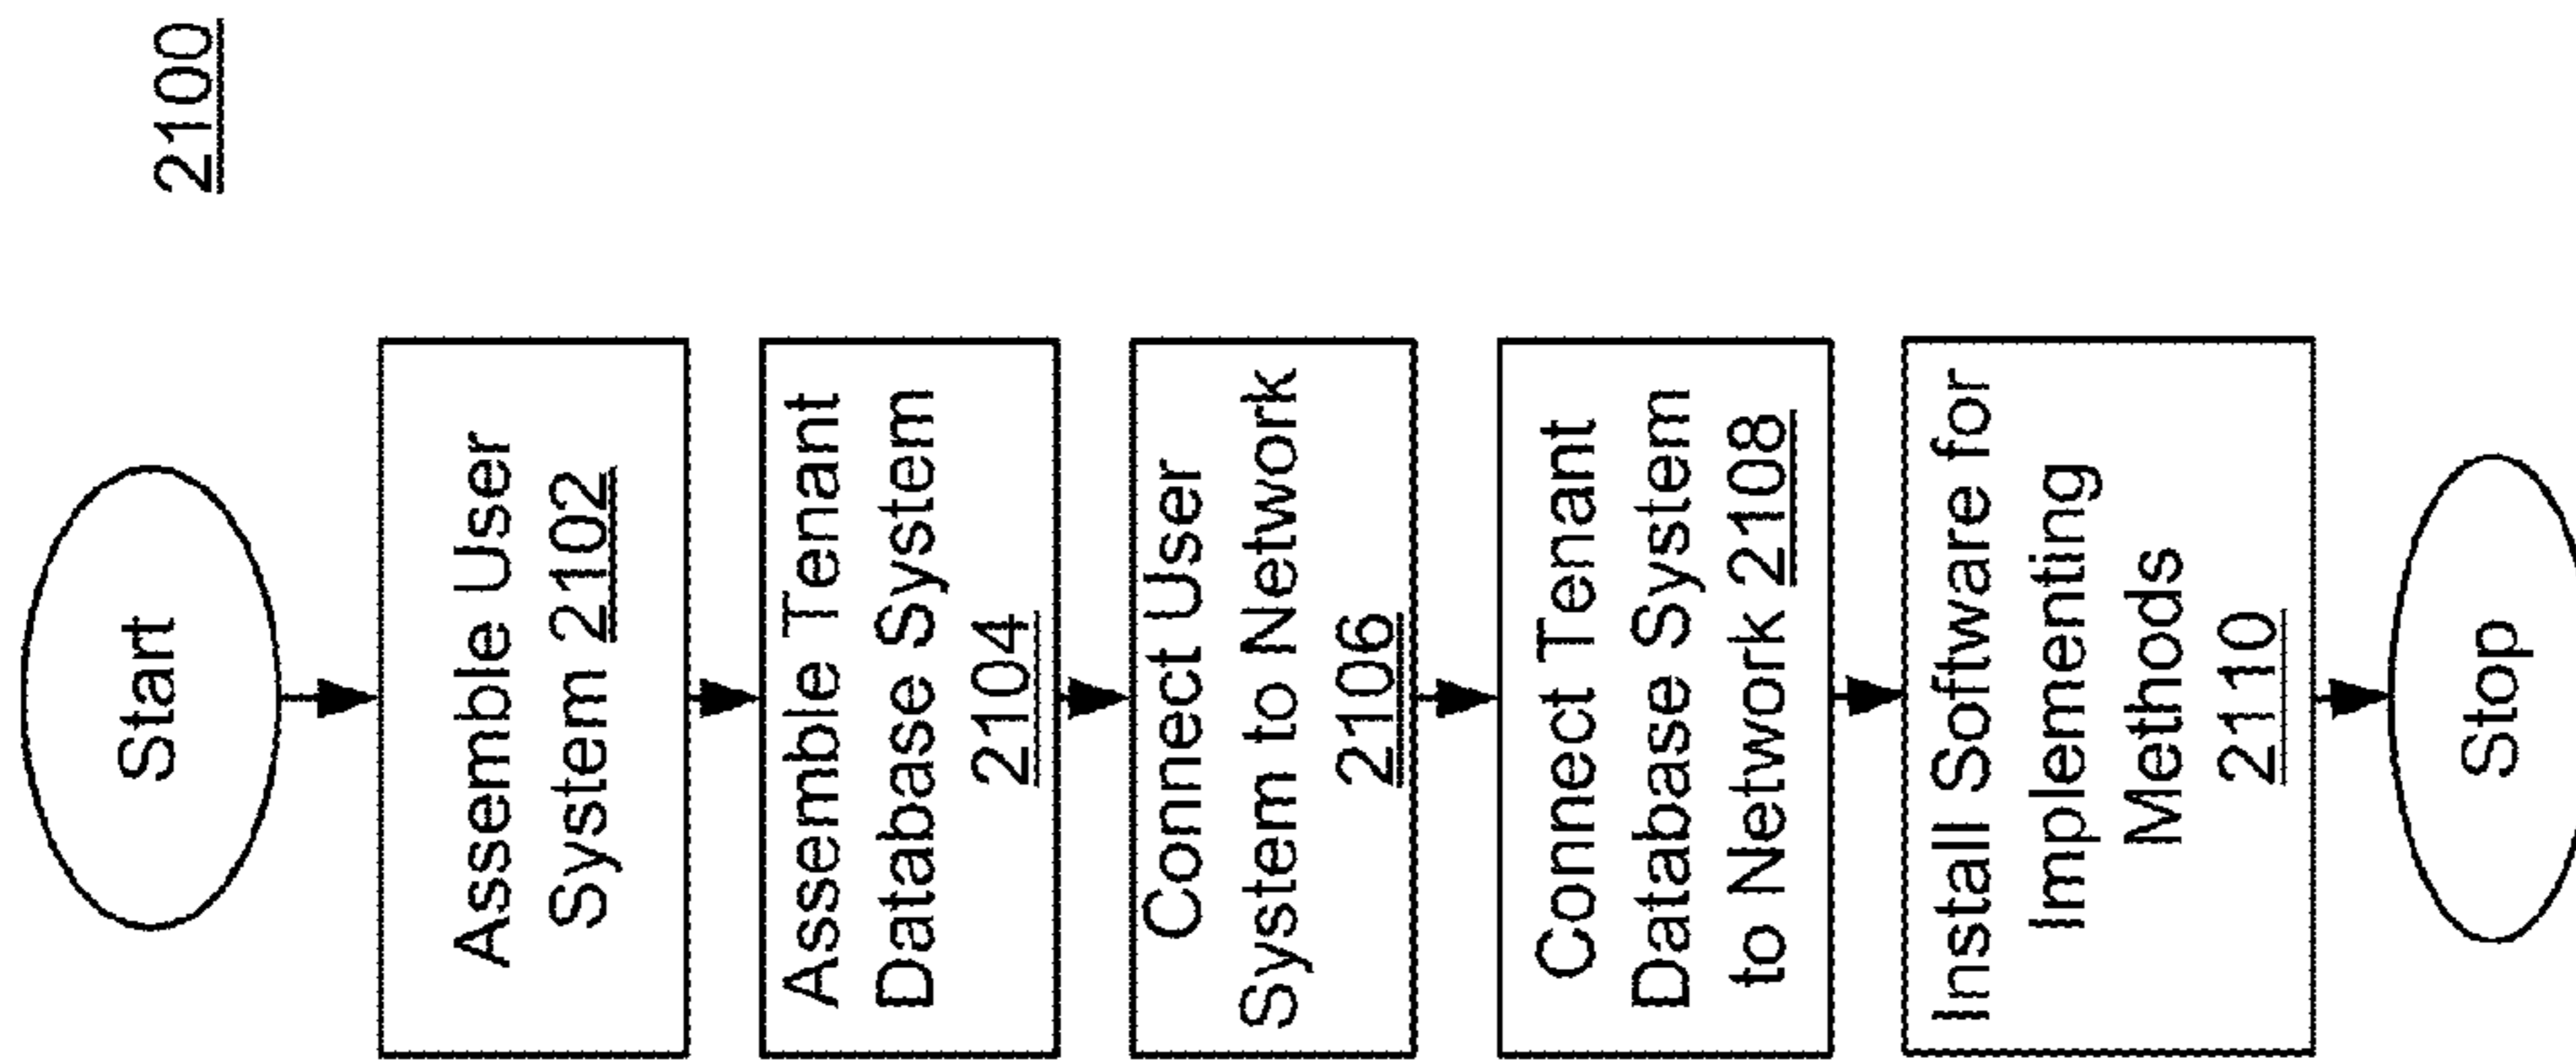 2100
Start
Assemble User
System 2102
Assemble Tenant
Database System
2104
Connect User
System to Network
2106
Connect Tenant
Database System
to Network 2108
Install Software for
Implementing
Methods
2110
Stop